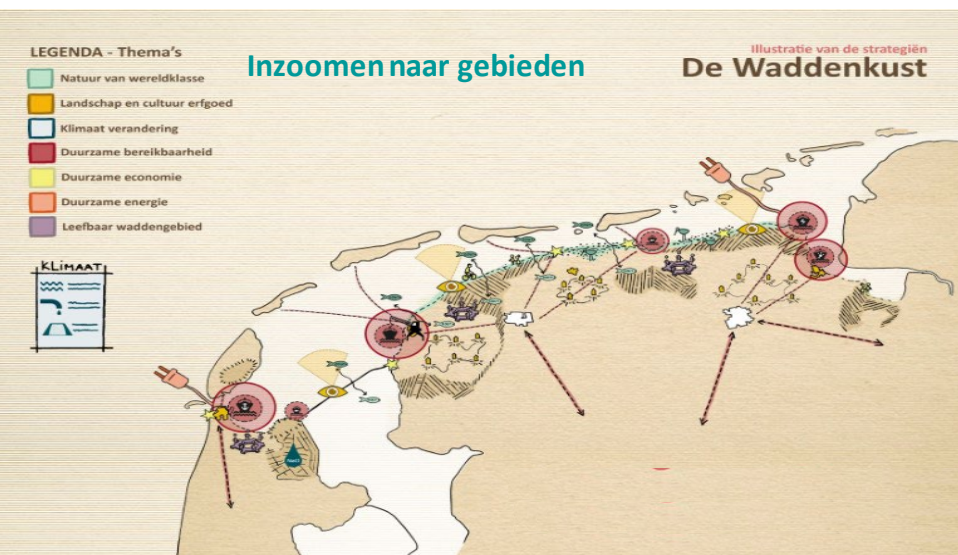 LEGENDA - Thema's
Natuur van wereldklasse
Landschap en cultuur erfgoed
Klimaat verandering
Duurzame bereikbaarheid
Duurzame economie
Duurzame energie
Leefbaar waddengebied
Inzoomen naar gebieden
Illustratie van de strategiën
De Waddenkust
KLIMAAT